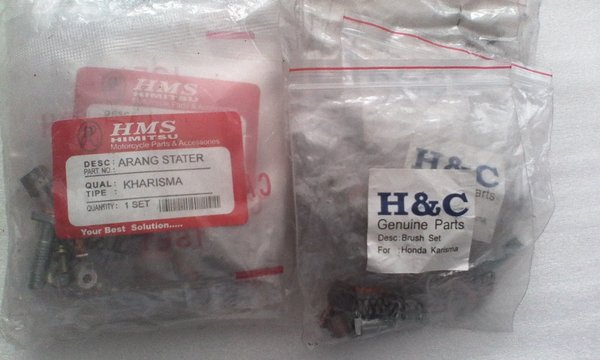 HMS
HIMITSU
Motorcycle Parts & Accessories
DESC: ARANG STATER
PART NO.:
QUAL: KHARISMA
TIPE :
QUANTITY: 1 SET
Your Best Solution.....
H&C
Genuine Parts
Desc: Brush Set
For : Honda Karisma